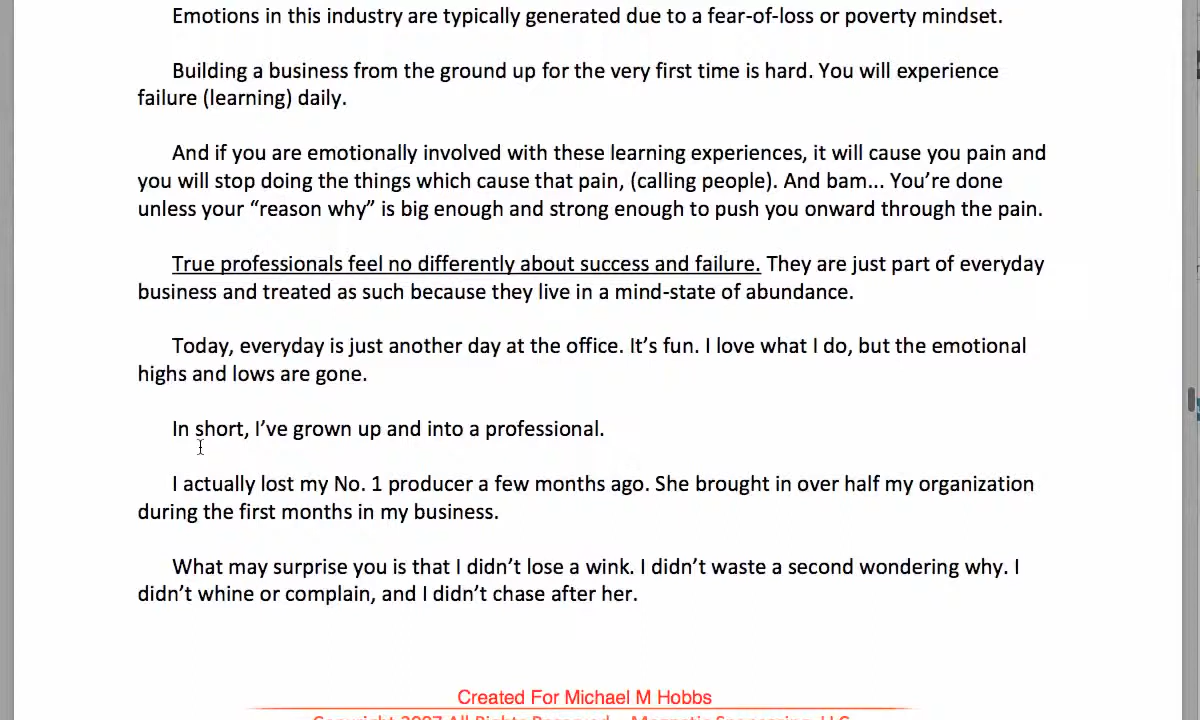 Emotions in this industry are typically generated due to a fear-of-loss or poverty mindset.
Building a business from the ground up for the very first time is hard. You will experience
failure (learning) daily.
And if you are emotionally involved with these learning experiences, it will cause you pain and
you will stop doing the things which cause that pain, (calling people). And bam... You’re done
unless your “reason why” is big enough and strong enough to push you onward through the pain.
True professionals feel no differently about success and failure. They are just part of everyday
business and treated as such because they live in a mind-state of abundance.
Today, everyday is just another day at the office. It’s fun. I love what I do, but the emotional
highs and lows are gone.
In short, I’ve grown up and into a professional.
I actually lost my No. 1 producer a few months ago. She brought in over half my organization
during the first months in my business.
What may surprise you is that I didn’t lose a wink. I didn’t waste a second wondering why. I
didn’t whine or complain, and I didn’t chase after her.
Created For Michael M Hobbs
Copyright 2007 All Rights Reserved